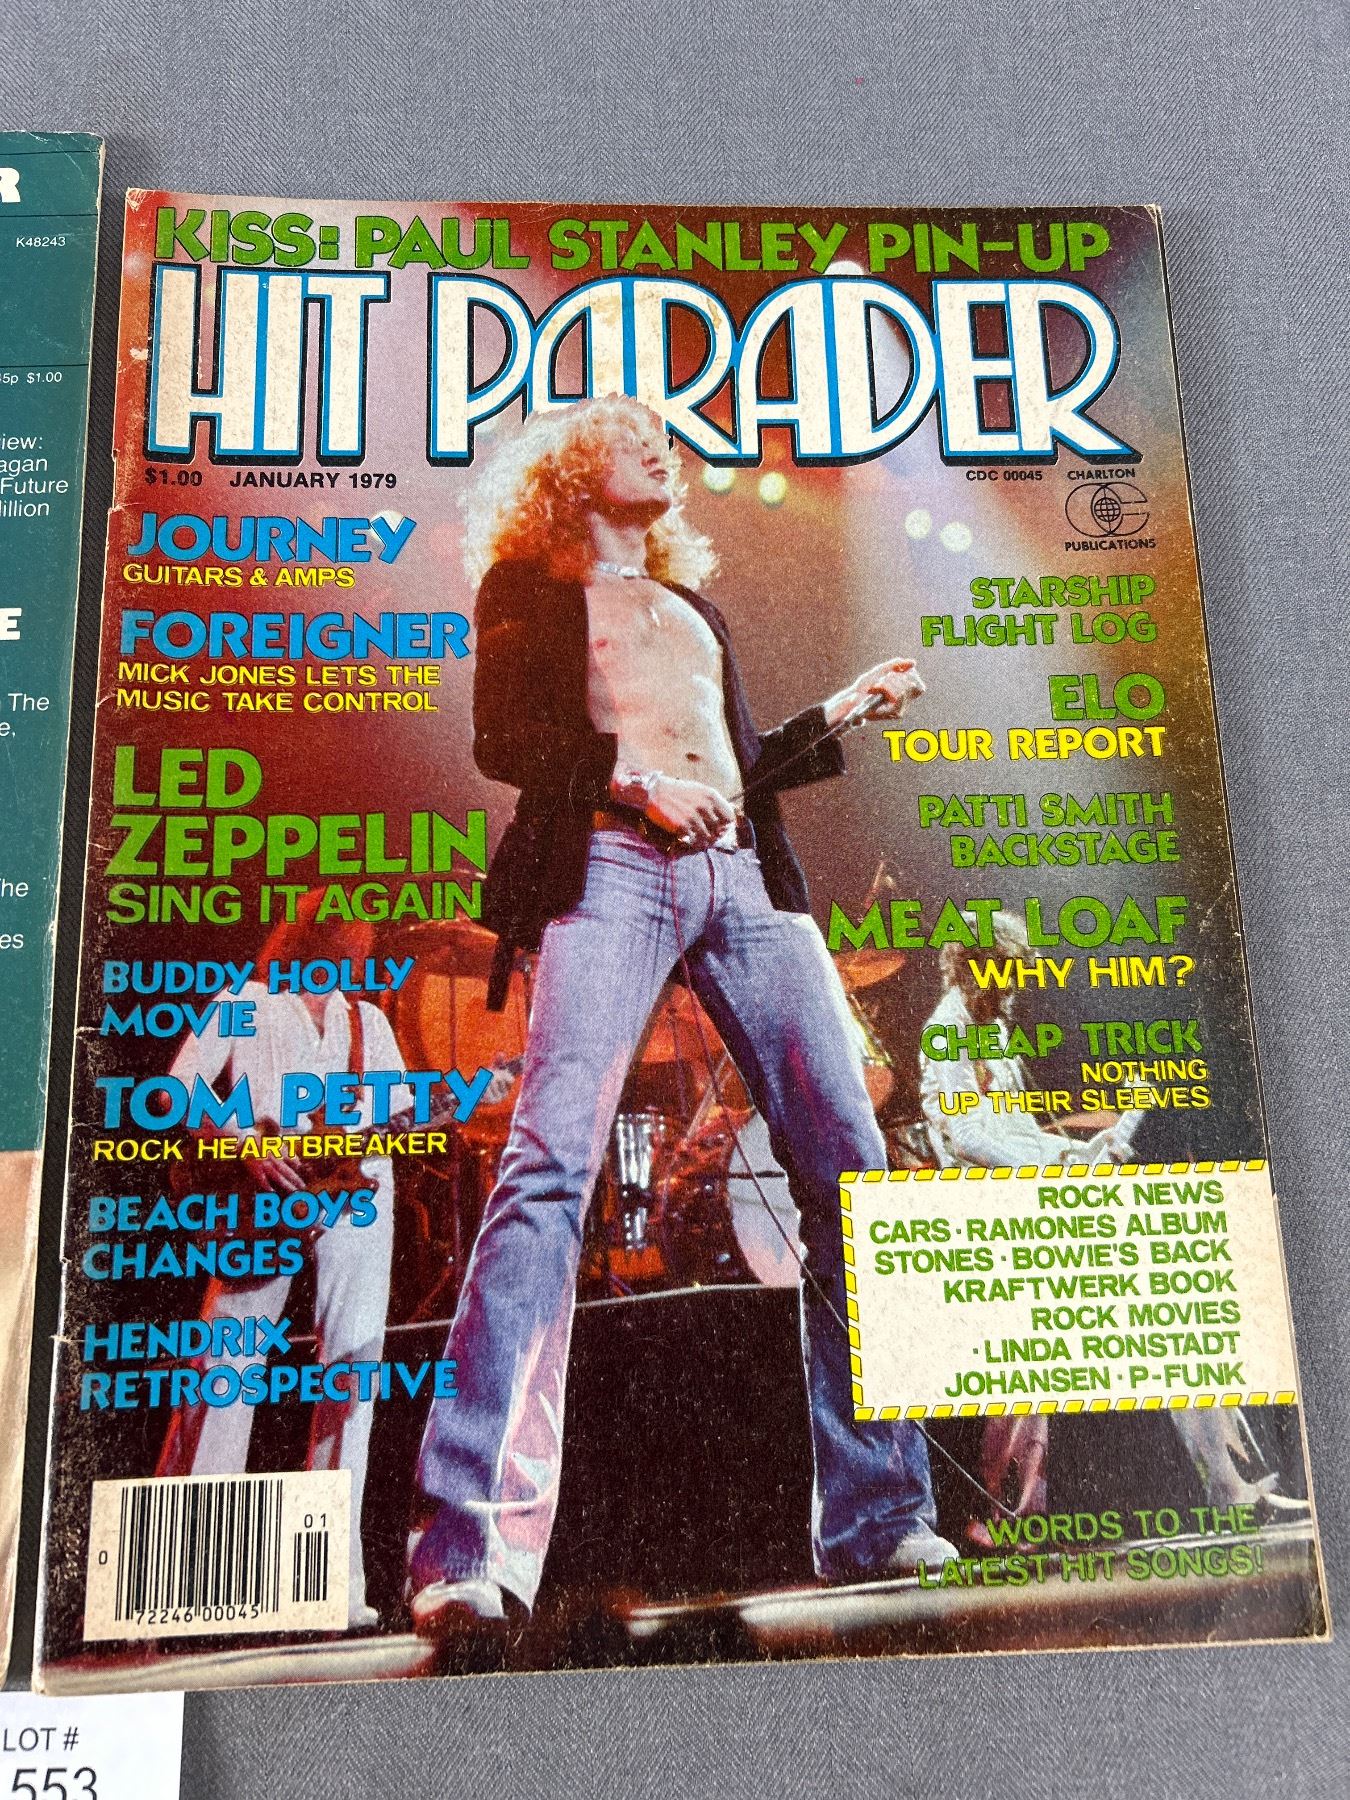 R
K48243
$1.00
Future
The
E
KISS: PAUL STANLEY PIN-UP
HIT PARADER
$1.00 JANUARY 1979
CDC 00045
CHARLTON
PUBLICATIONS
JOURNEY
GUITARS & AMPS
FOREIGNER
MICK JONES LETS THE
MUSIC TAKE CONTROL
LED
ZEPPELIN
SING IT AGAIN
BUDDY HOLLY
MOVIE
TOM PETTY
ROCK HEARTBREAKER
BEACH BOYS
CHANGES
HENDRIX
RETROSPECTIVE
STARSHIP
FLIGHT LOG
ELO
TOUR REPORT
PATTI SMITH
BACKSTAGE
MEAT LOAF
WHY HIM?
CHEAP TRICK
NOTHING
UP THEIR SLEEVES
ROCK NEWS
CARS·RAMONES ALBUM
STONES·BOWIE'S BACK
KRAFTWERK BOOK
ROCK MOVIES
·LINDA RONSTADT
JOHANSEN·P-FUNK
WORDS TO THE
LATEST HIT SONGS!
01
0 72246 00045
LOT #
553